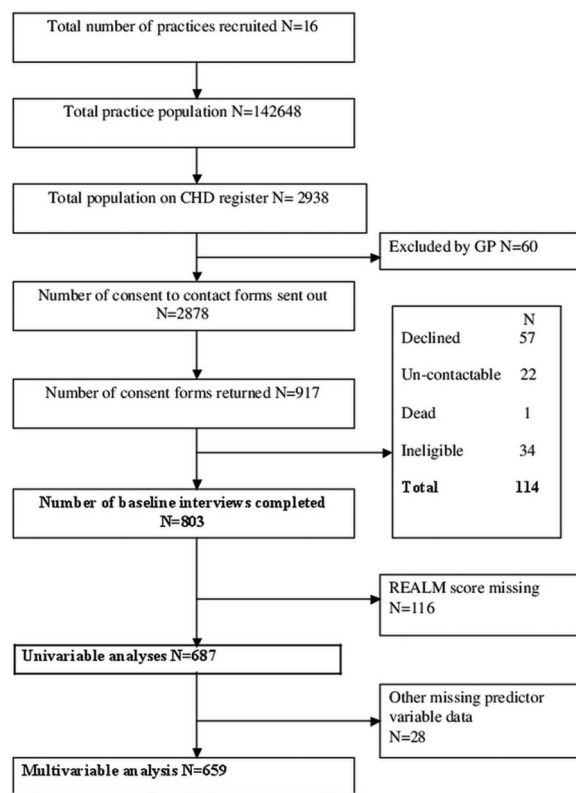 Total number of practices recruited N=16
Total practice population N=142648
Total population on CHD register N= 2938
Excluded by GP N=60
Number of consent to contact forms sent out
N=2878
Number of consent forms returned N=917
N
Declined 57
Un-contactable 22
Dead 1
Ineligible 34
Total 114
Number of baseline interviews completed
N=803
REALM score missing
N=116
Univariable analyses N=687
Other missing predictor
variable data
N=28
Multivariable analysis N=659